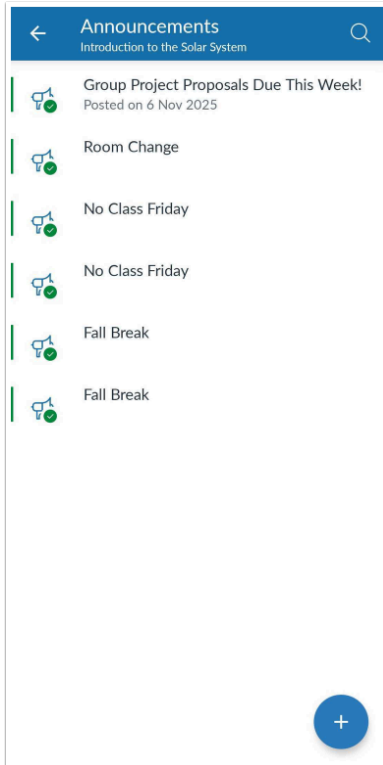 Announcements
Introduction to the Solar System
Group Project Proposals Due This Week!
Posted on 6 Nov 2025
Room Change
No Class Friday
No Class Friday
Fall Break
Fall Break